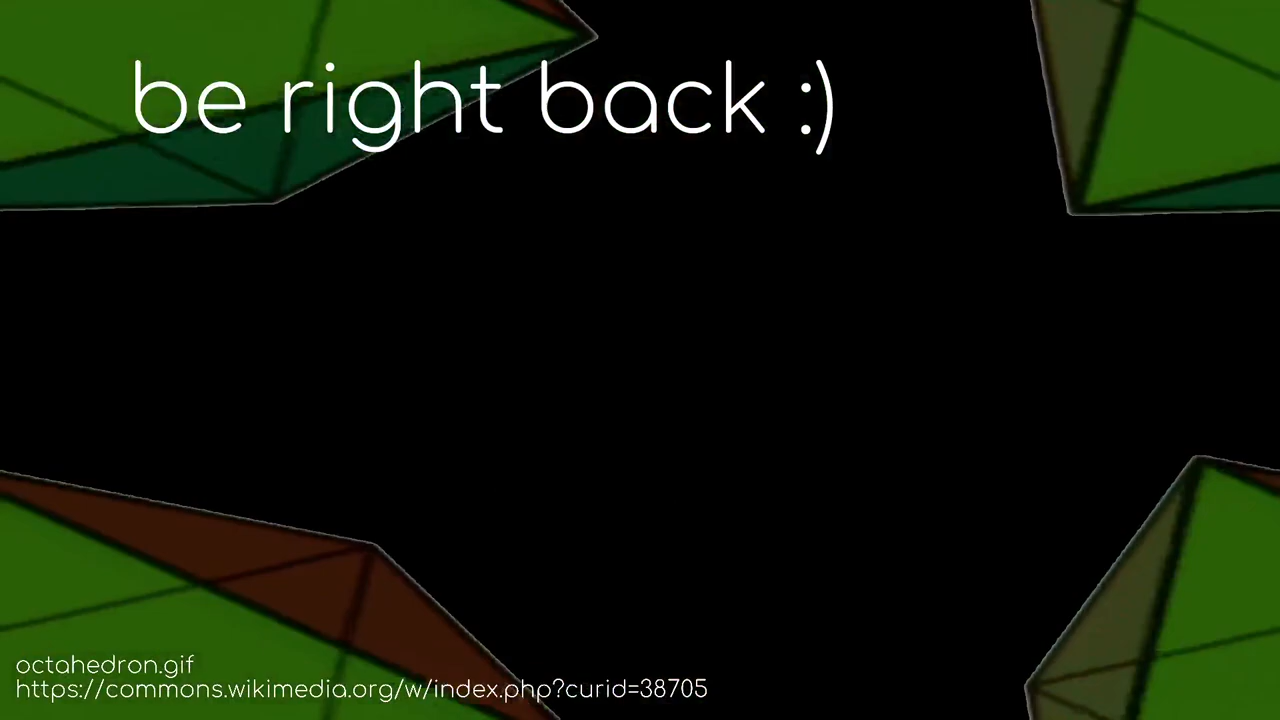 be right back :)
octahedron.gif
https://commons.wikimedia.org/w/index.php?curid=38705